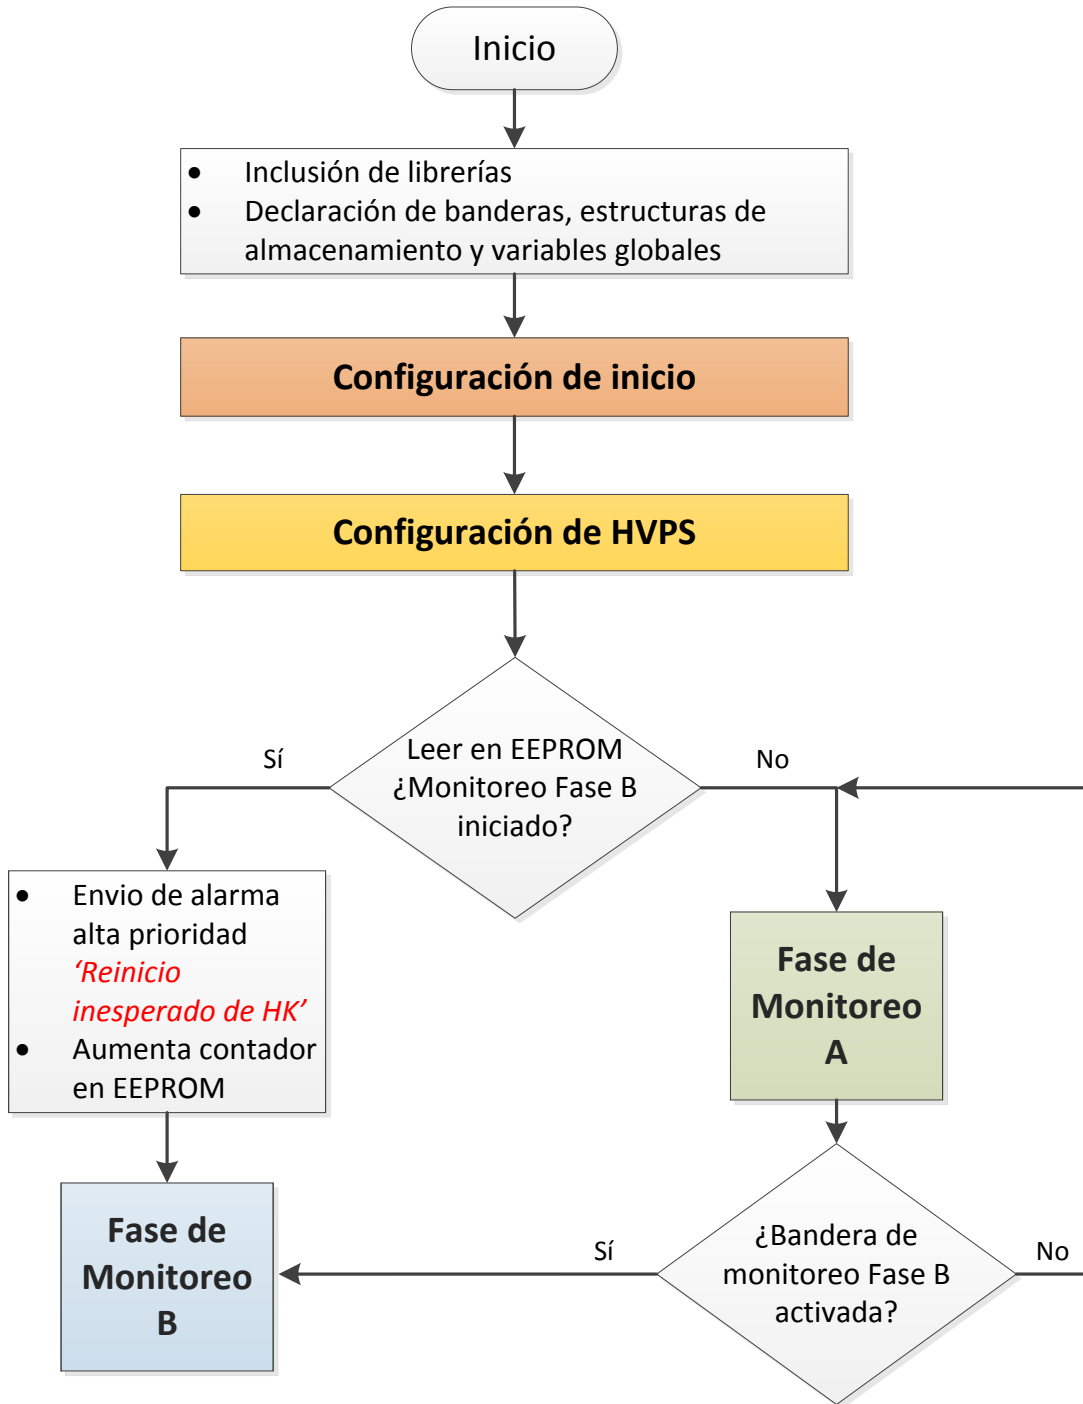 Inicio
• Inclusión de librerías
• Declaración de banderas, estructuras de
almacenamiento y variables globales
Configuración de inicio
Configuración de HVPS
Leer en EEPROM
¿Monitoreo Fase B
iniciado?
Sí
No
• Envio de alarma
alta prioridad
‘Reinicio
inesperado de HK’
• Aumenta contador
en EEPROM
Fase de
Monitoreo
A
Fase de
Monitoreo
B
¿Bandera de
monitoreo Fase B
activada?
Sí
No